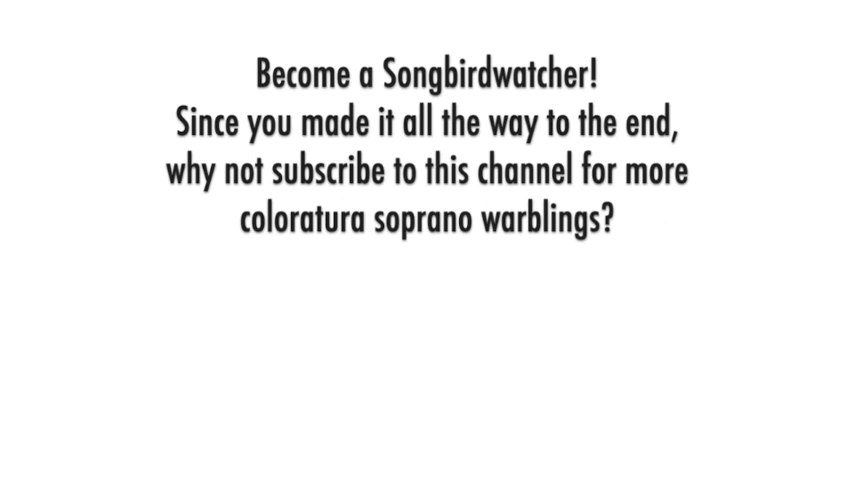 Become a Songbirdwatcher!
Since you made it all the way to the end,
why not subscribe to this channel for more
coloratura soprano warblings?